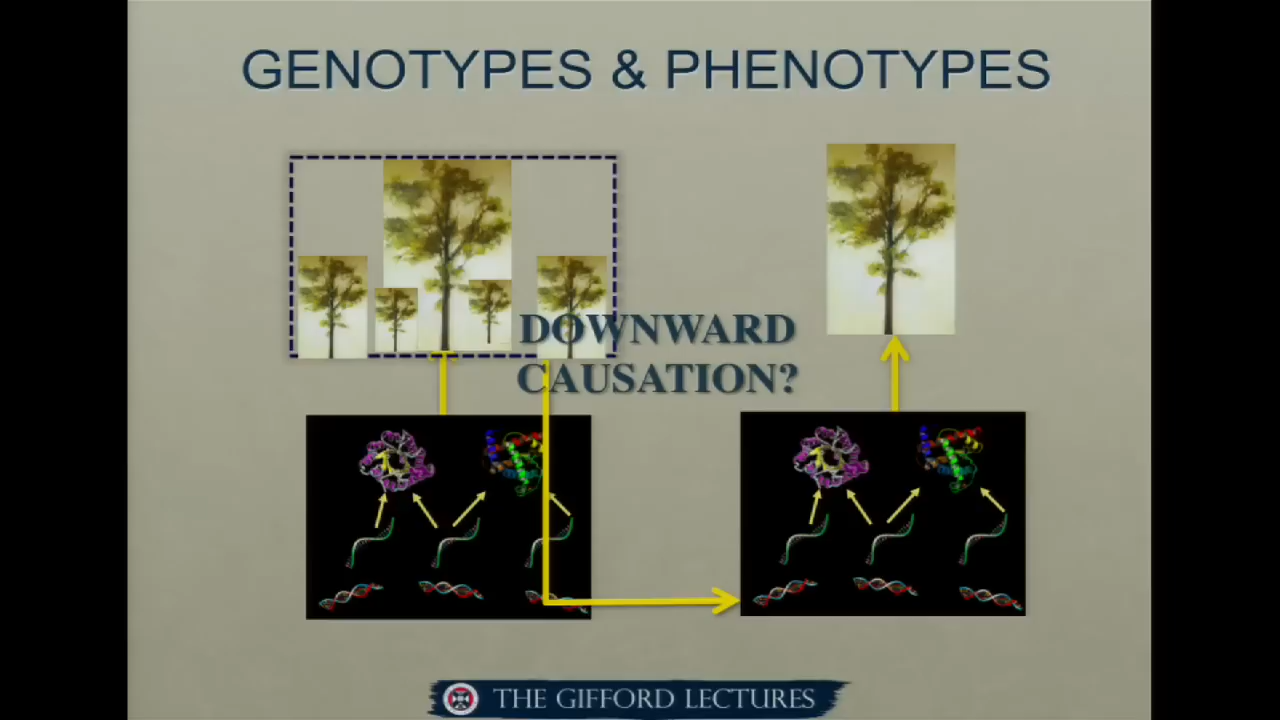 GENOTYPES & PHENOTYPES
DOWNWARD
CAUSATION?
THE GIFFORD LECTURES